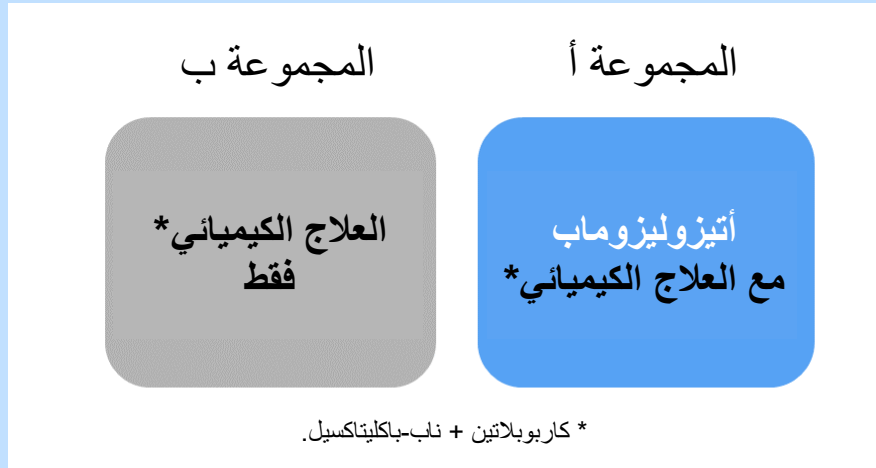 المجموعة أ
المجموعة ب
أتيزوليزوماب
مع العلاج الكيميائي*
العلاج الكيميائي*
فقط
* كاربوبلاتين + ناب-باكليتاكسيل.